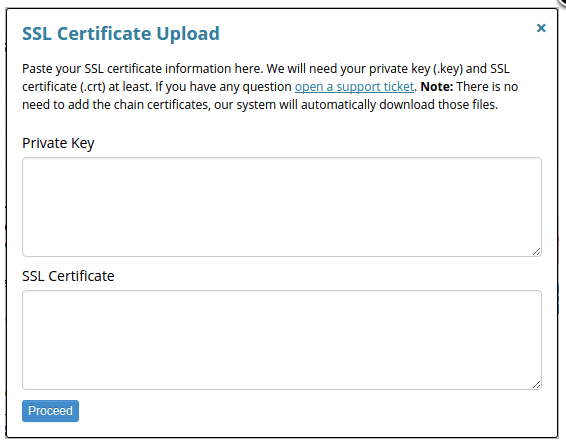 SSL Certificate Upload
×
Paste your SSL certificate information here. We will need your private key (.key) and SSL
certificate (.crt) at least. If you have any question open a support ticket. Note: There is no
need to add the chain certificates, our system will automatically download those files.
Private Key
SSL Certificate
Proceed